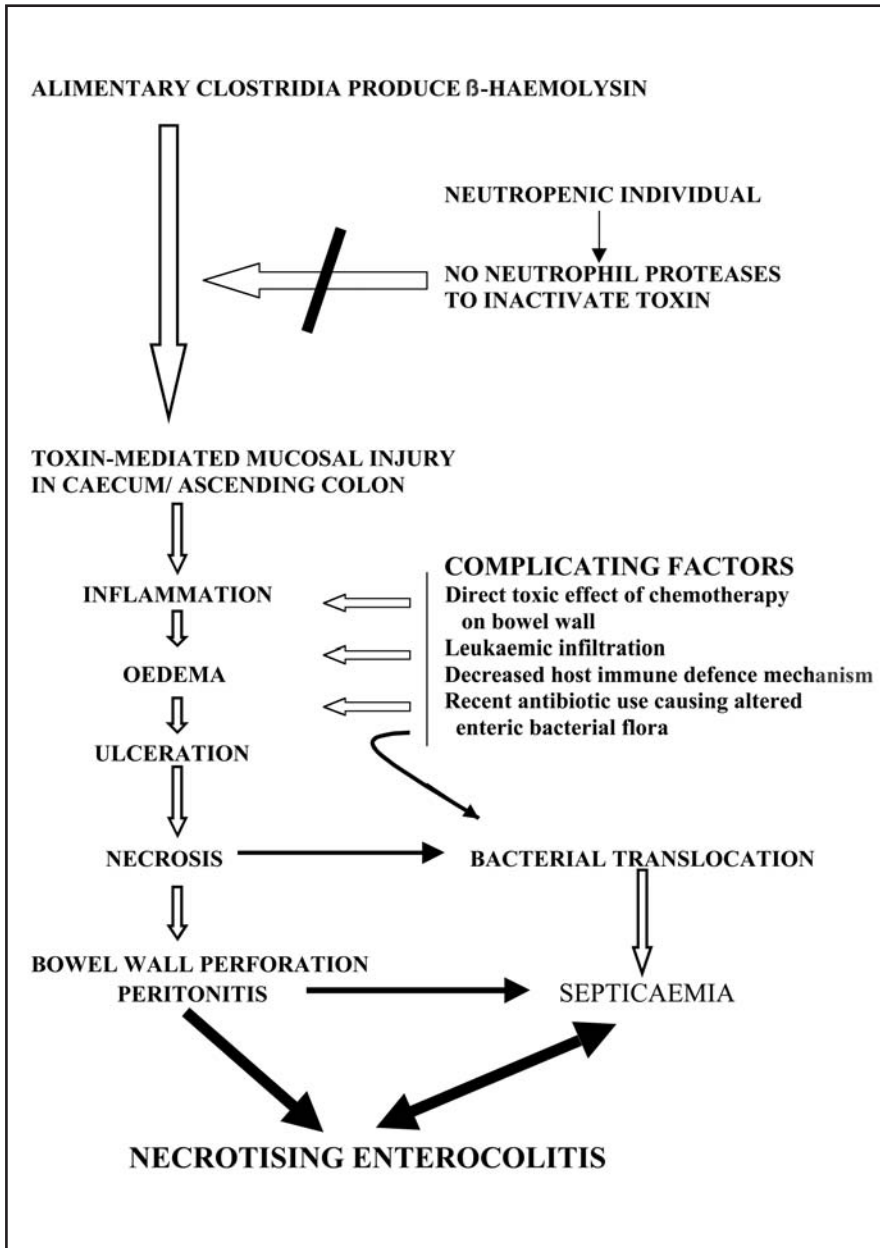 ALIMENTARY CLOSTRIDIA PRODUCE ß-HAEMOLYSIN
NEUTROPENIC INDIVIDUAL
NO NEUTROPHIL PROTEASES
TO INACTIVATE TOXIN
TOXIN-MEDIATED MUCOSAL INJURY
IN CAECUM/ ASCENDING COLON
COMPLICATING FACTORS
Direct toxic effect of chemotherapy
on bowel wall
Leukaemic infiltration
Decreased host immune defence mechanism
Recent antibiotic use causing altered
enteric bacterial flora
INFLAMMATION
OEDEMA
ULCERATION
NECROSIS
BACTERIAL TRANSLOCATION
BOWEL WALL PERFORATION
PERITONITIS
SEPTICAEMIA
NECROTISING ENTEROCOLITIS